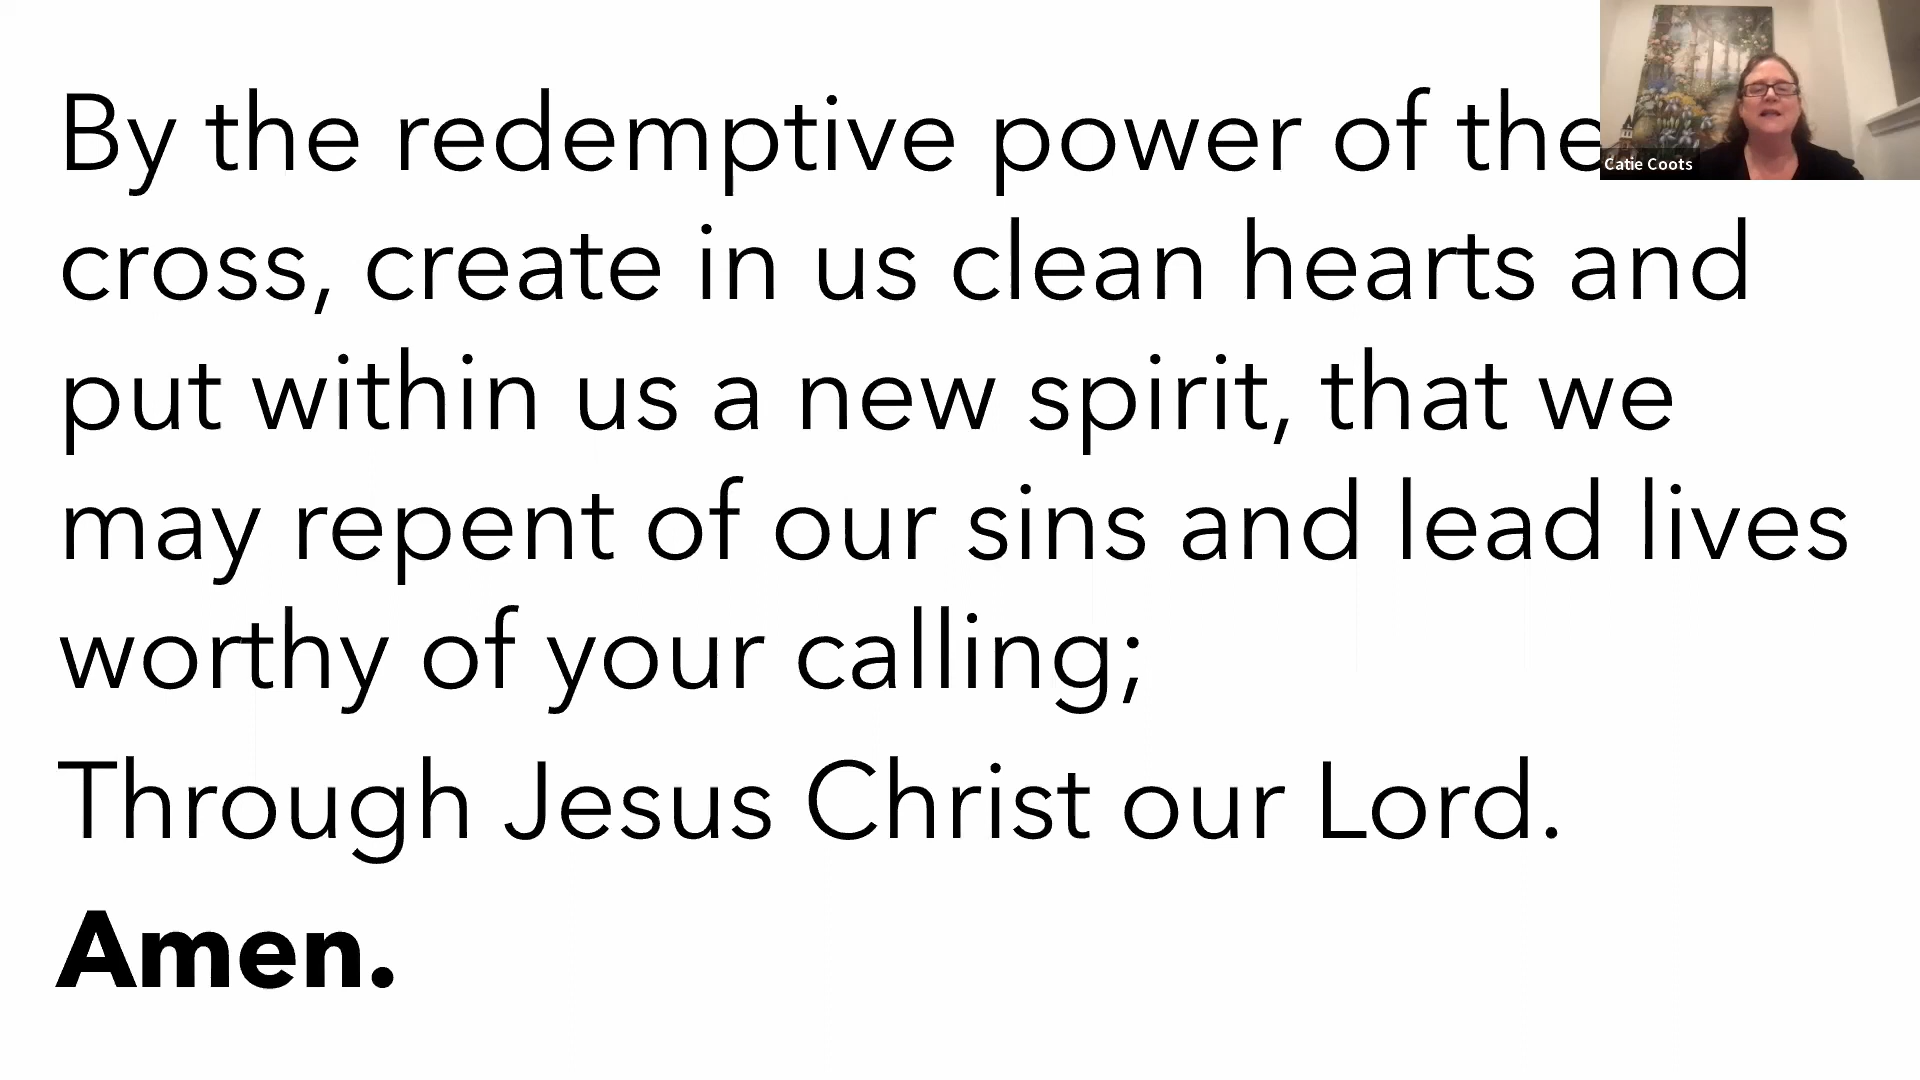 By the redemptive power of the
cross, create in us clean hearts and
put within us a new spirit, that we
may repent of our sins and lead lives
worthy of your calling;
Through Jesus Christ our Lord.
Amen.
Catie Coots